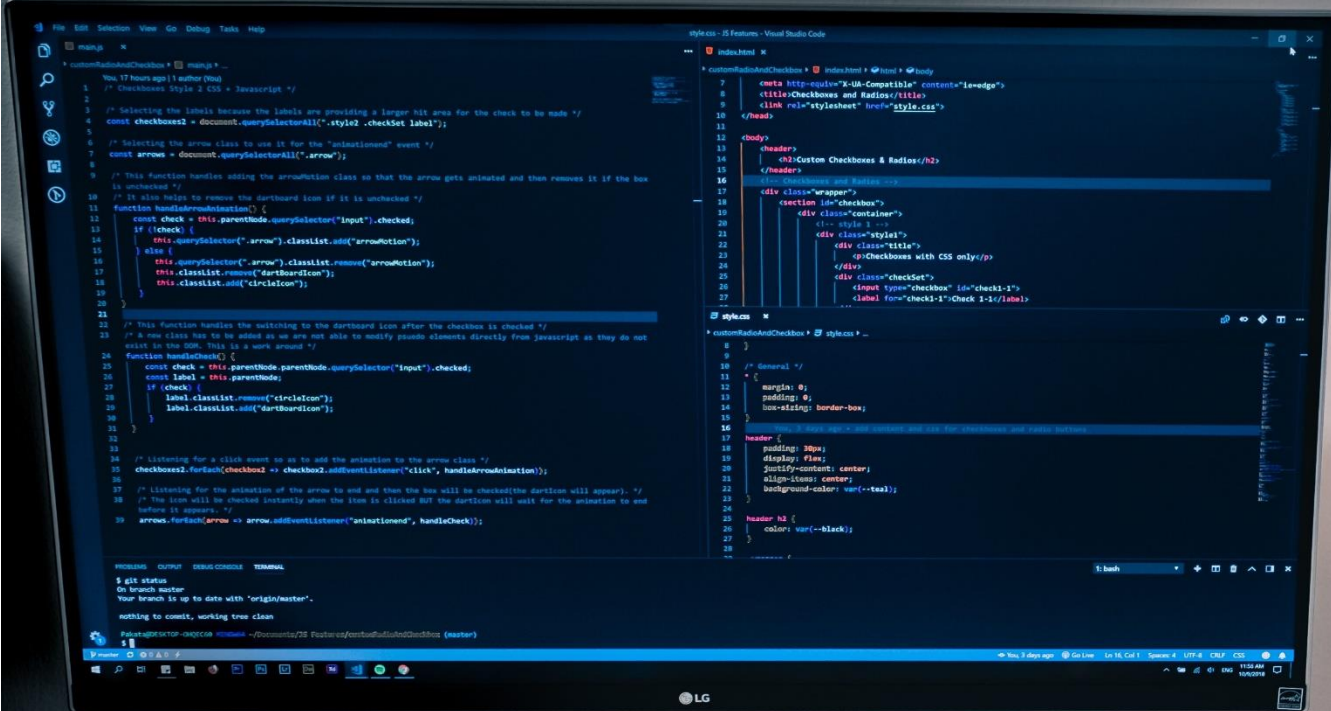 File Edit Selection View Go Debug Tasks Help
style.css - JS Features - Visual Studio Code
main.js
customRadioAndCheckbox › main.js › ...
You, 17 hours ago | 1 author (You)
1 /* Checkboxes Style 2 CSS + Javascript */
2
3 /* Selecting the labels because the labels are providing a larger hit area for the check to be made */
4 const checkboxes2 = document.querySelectorAll(".style2 .checkSet label");
5
6 /* Selecting the arrow class to use it for the "animationend" event */
7 const arrows = document.querySelectorAll(".arrow");
8
9 /* This function handles adding the arrowMotion class so that the arrow gets animated and then removes it if the box
is unchecked */
10 /* It also helps to remove the dartboard icon if it is unchecked */
11 function handleArrowAnimation() {
12 const check = this.parentNode.querySelector("input").checked;
13 if (!check) {
14 this.querySelector(".arrow").classList.add("arrowMotion");
15 } else {
16 this.querySelector(".arrow").classList.remove("arrowMotion");
17 this.classList.remove("dartBoardIcon");
18 this.classList.add("circleIcon");
19 }
20 }
21
22 /* This function handles the switching to the dartboard icon after the checkbox is checked */
23 /* A new class has to be added as we are not able to modify psuedo elements directly from javascript as they do not
exist in the DOM. This is a work around */
24 function handleCheck() {
25 const check = this.parentNode.parentNode.querySelector("input").checked;
26 const label = this.parentNode;
27 if (check) {
28 label.classList.remove("circleIcon");
29 label.classList.add("dartBoardIcon");
30 }
31 }
32
33
34 /* Listening for a click event so as to add the animation to the arrow class */
35 checkboxes2.forEach(checkbox2 => checkbox2.addEventListener("click", handleArrowAnimation));
36
37 /* Listening for the animation of the arrow to end and then the box will be checked(the dartIcon will appear). */
38 /* The icon will be checked instantly when the item is clicked BUT the dartIcon will wait for the animation to end
before it appears. */
39 arrows.forEach(arrow => arrow.addEventListener("animationend", handleCheck));
index.html
customRadioAndCheckbox › index.html › html › body
7 <meta http-equiv="X-UA-Compatible" content="ie=edge">
8 <title>Checkboxes and Radios</title>
9 <link rel="stylesheet" href="style.css">
10 </head>
11
12 <body>
13 <header>
14 <h2>Custom Checkboxes & Radios</h2>
15 </header>
16 <!-- Checkboxes and Radios -->
17 <div class="wrapper">
18 <section id="checkbox">
19 <div class="container">
20 <!-- style 1 -->
21 <div class="style1">
22 <div class="title">
23 <p>Checkboxes with CSS only</p>
24 </div>
25 <div class="checkSet">
26 <input type="checkbox" id="check1-1">
27 <label for="check1-1">Check 1-1</label>
style.css
customRadioAndCheckbox › style.css › ...
8 }
9
10 /* General */
11 * {
12 margin: 0;
13 padding: 0;
14 box-sizing: border-box;
15 }
16 You, 3 days ago • add content and css for checkboxes and radio buttons
17 header {
18 padding: 30px;
19 display: flex;
20 justify-content: center;
21 align-items: center;
22 background-color: var(--teal);
23 }
24
25 header h2 {
26 color: var(--black);
27 }
28
PROBLEMS OUTPUT DEBUG CONSOLE TERMINAL
1: bash
$ git status
On branch master
Your branch is up to date with 'origin/master'.
nothing to commit, working tree clean
~/Documents/JS Features/customRadioAndCheckbox (master)
$
master 0 0
You, 3 days ago Go Live Ln 16, Col 1 Spaces: 4 UTF-8 CRLF CSS
ENG 11:58 AM
10/9/2018
LG